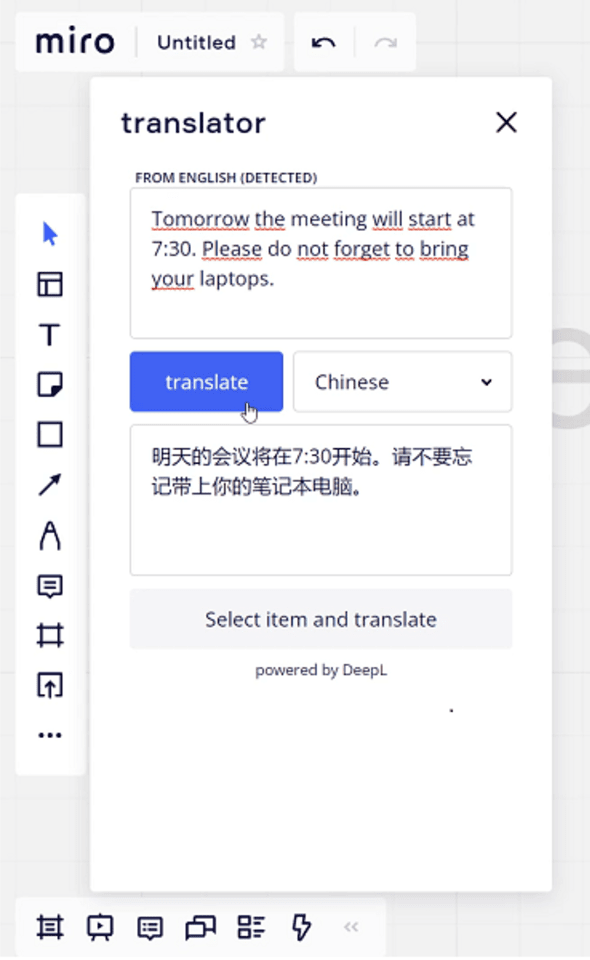 miro
Untitled
translator
FROM ENGLISH (DETECTED)
Tomorrow the meeting will start at
7:30. Please do not forget to bring
your laptops.
translate
Chinese
明天的会议将在7:30开始。请不要忘
记带上你的笔记本电脑。
Select item and translate
powered by DeepL